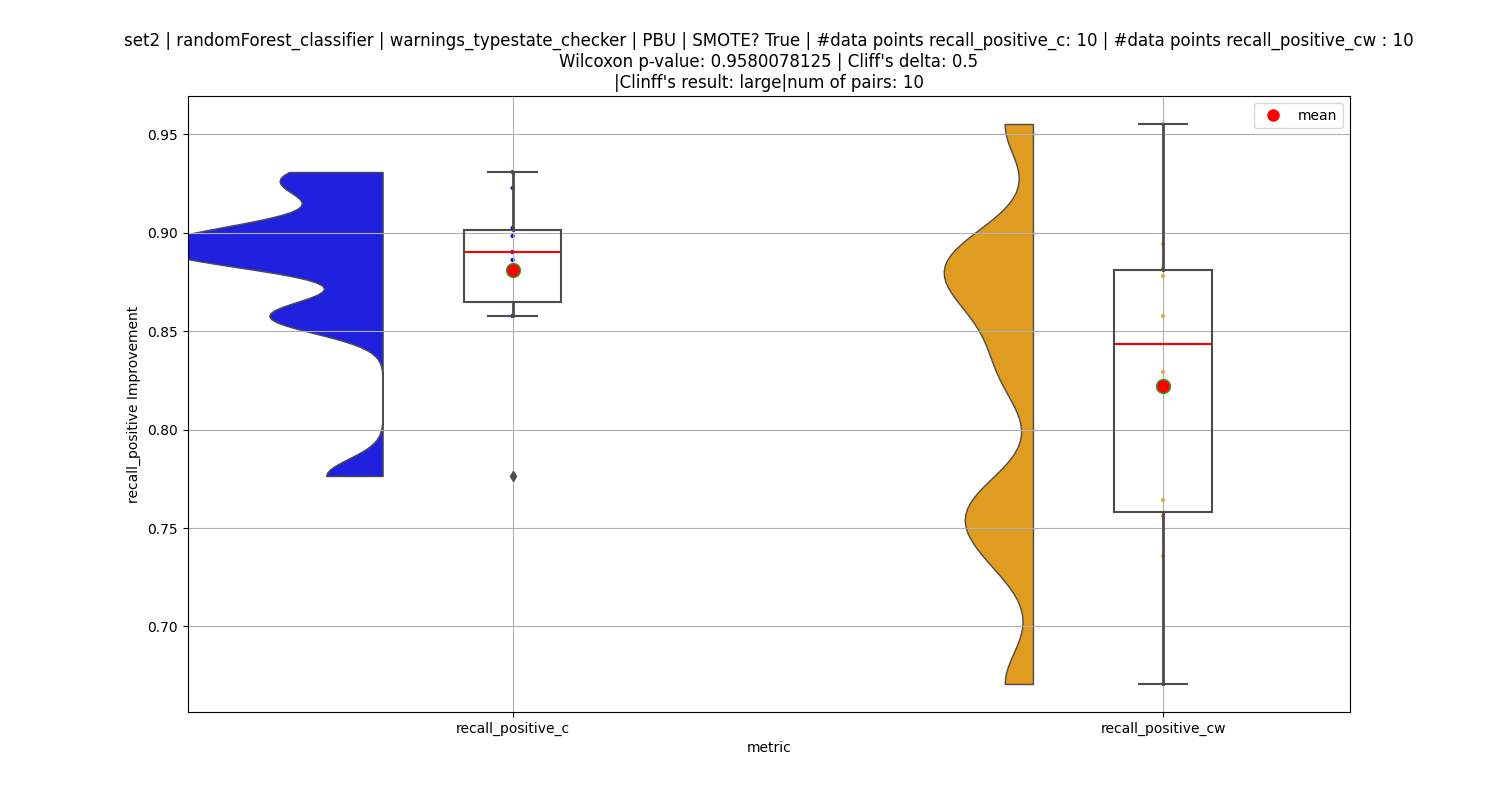 set2 | randomForest_classifier | warnings_typestate_checker | PBU | SMOTE? True | #data points recall_positive_c: 10 | #data points recall_positive_cw : 10
Wilcoxon p-value: 0.9580078125 | Cliff's delta: 0.5
|Clinff's result: large|num of pairs: 10
mean
0.95
0.90
0.85
0.80
0.75
0.70
recall_positive Improvement
recall_positive_c
recall_positive_cw
metric